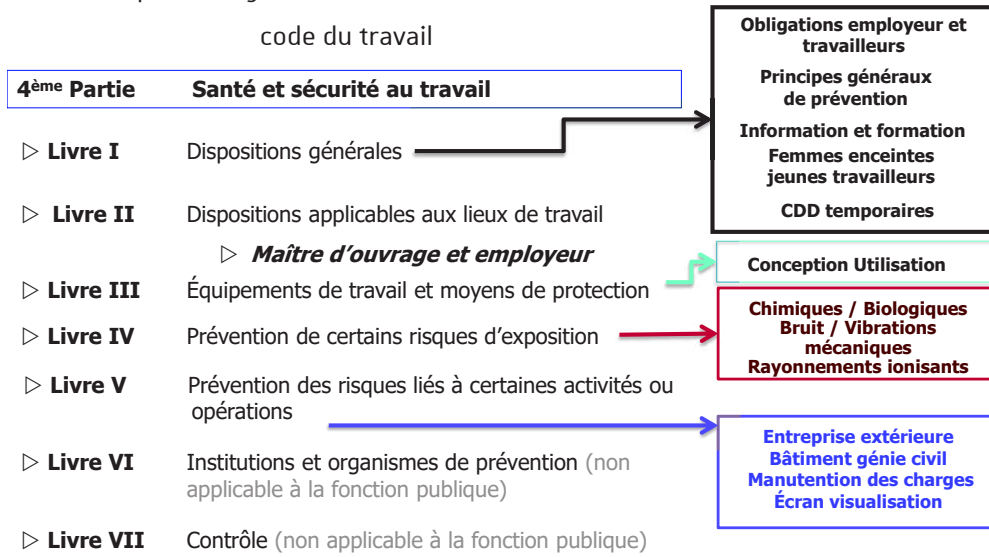 code du travail
4ème Partie Santé et sécurité au travail
▷ Livre I Dispositions générales
▷ Livre II Dispositions applicables aux lieux de travail
▷ Maître d'ouvrage et employeur
▷ Livre III Équipements de travail et moyens de protection
▷ Livre IV Prévention de certains risques d'exposition
▷ Livre V Prévention des risques liés à certaines activités ou
opérations
▷ Livre VI Institutions et organismes de prévention (non
applicable à la fonction publique)
▷ Livre VII Contrôle (non applicable à la fonction publique)
Obligations employeur et
travailleurs
Principes généraux
de prévention
Information et formation
Femmes enceintes
jeunes travailleurs
CDD temporaires
Conception Utilisation
Chimiques / Biologiques
Bruit / Vibrations
mécaniques
Rayonnements ionisants
Entreprise extérieure
Bâtiment génie civil
Manutention des charges
Écran visualisation